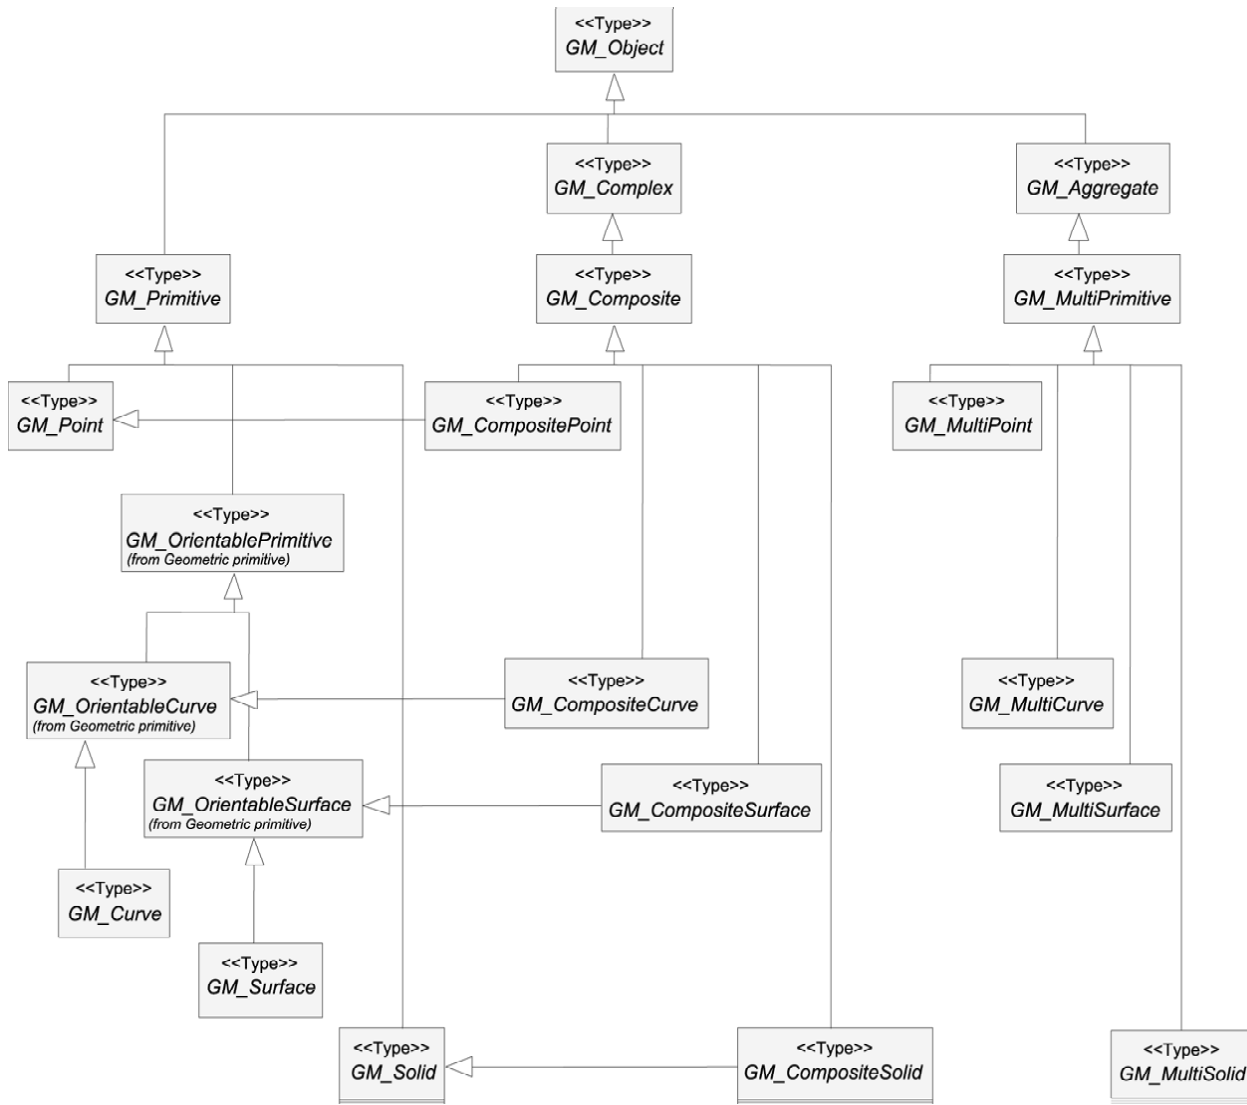 <<Type>>
GM_Object
<<Type>>
GM_Complex
<<Type>>
GM_Aggregate
<<Type>>
GM_Primitive
<<Type>>
GM_Composite
<<Type>>
GM_MultiPrimitive
<<Type>>
GM_Point
<<Type>>
GM_CompositePoint
<<Type>>
GM_MultiPoint
<<Type>>
GM_OrientablePrimitive
(from Geometric primitive)
<<Type>>
GM_OrientableCurve
(from Geometric primitive)
<<Type>>
GM_CompositeCurve
<<Type>>
GM_MultiCurve
<<Type>>
GM_OrientableSurface
(from Geometric primitive)
<<Type>>
GM_CompositeSurface
<<Type>>
GM_MultiSurface
<<Type>>
GM_Curve
<<Type>>
GM_Surface
<<Type>>
GM_Solid
<<Type>>
GM_CompositeSolid
<<Type>>
GM_MultiSolid